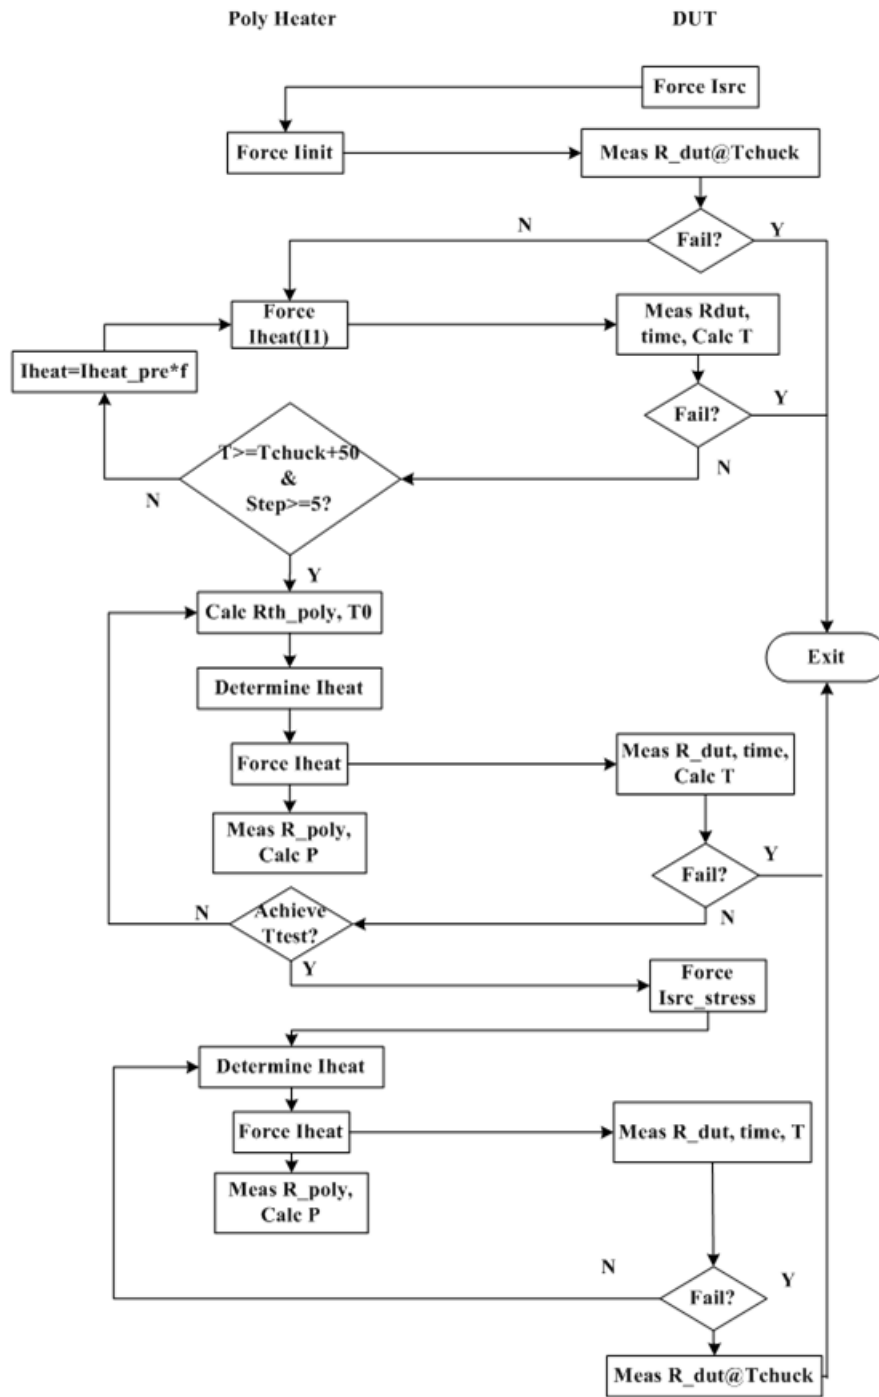 Poly Heater
DUT
Force Isrc
Force Iinit
Meas R_dut@Tchuck
Fail?
N
Y
Force
Iheat(I1)
Meas Rdut,
time, Calc T
Iheat=Iheat_pre*f
Fail?
Y
N
T>=Tchuck+50
&
Step>=5?
N
Y
Calc Rth_poly, T0
Exit
Determine Iheat
Force Iheat
Meas R_dut, time,
Calc T
Meas R_poly,
Calc P
Fail?
Y
N
Achieve
Ttest?
N
Y
Force
Isrc_stress
Determine Iheat
Force Iheat
Meas R_dut, time, T
Meas R_poly,
Calc P
N
Y
Fail?
Meas R_dut@Tchuck